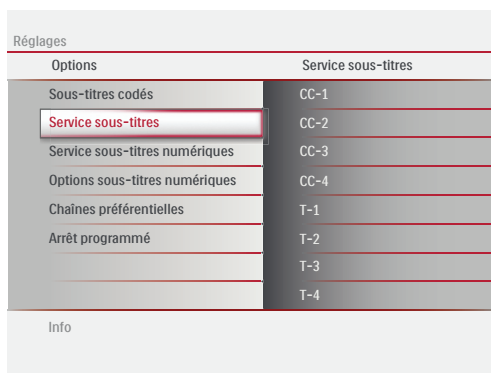 Réglages
Options Service sous-titres
Sous-titres codés CC-1
Service sous-titres CC-2
Service sous-titres numériques CC-3
Options sous-titres numériques CC-4
Chaînes préférentielles T-1
Arrêt programmé T-2
T-3
T-4
Info